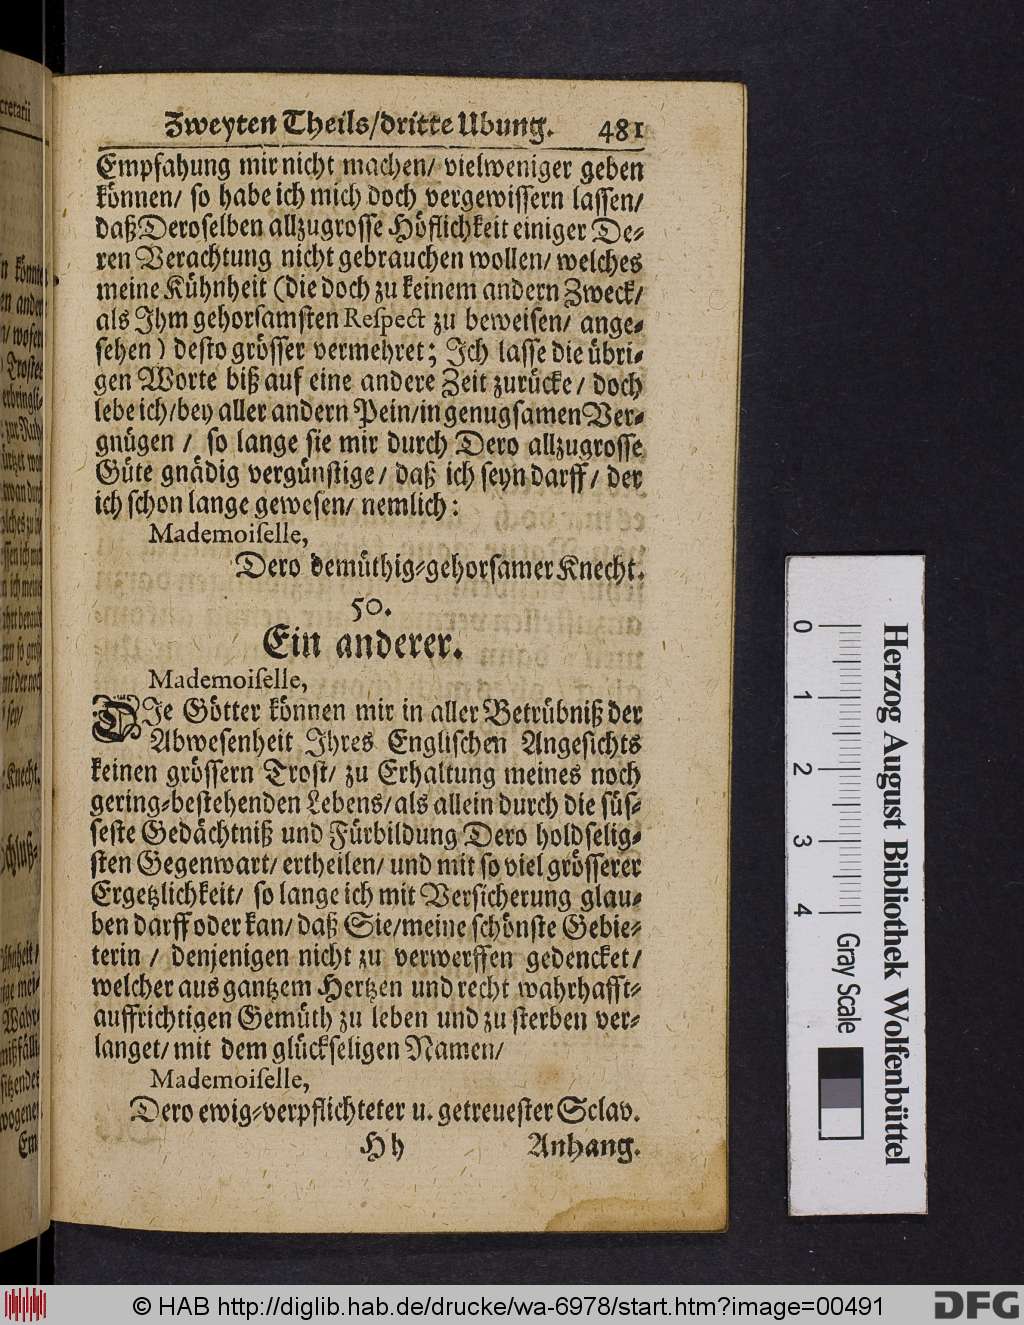 Zweyten Theils/dritte Ubung. 481
Empfahung mir nicht machen/ vielweniger geben
können/ so habe ich mich doch vergewissern lassen/
daß Deroselben allzugrosse Höflichkeit einiger De-
ren Verachtung nicht gebrauchen wollen/ welches
meine Kühnheit (die doch zu keinem andern Zweck/
als Ihm gehorsamsten Respect zu beweisen/ ange-
sehen) desto grösser vermehret; Ich lasse die übri-
gen Worte biß auf eine andere Zeit zurücke/ doch
lebe ich/bey aller andern Pein/in genugsamen Ver-
gnügen / so lange sie mir durch Dero allzugrosse
Güte gnädig vergünstige/ daß ich seyn darff/ der
ich schon lange gewesen/ nemlich:
Mademoiselle,
Dero demüthig-gehorsamer Knecht.
50.
Ein anderer.
Mademoiselle,
DIe Götter können mir in aller Betrübniß der
Abwesenheit Ihres Englischen Angesichts
keinen grössern Trost/ zu Erhaltung meines noch
gering-bestehenden Lebens/als allein durch die süs-
seste Gedächtniß und Fürbildung Dero holdselig-
sten Gegenwart/ ertheilen/ und mit so viel grösserer
Ergetzlichkeit/ so lange ich mit Versicherung glau-
ben darff oder kan/ daß Sie/meine schönste Gebie-
terin / denjenigen nicht zu verwerffen gedencket/
welcher aus gantzem Hertzen und recht wahrhafft-
auffrichtigen Gemüth zu leben und zu sterben ver-
langet/ mit dem glückseligen Namen/
Mademoiselle,
Dero ewig-verpflichteter u. getreuester Sclav.
Hh Anhang.
0 1 2 3 4 Gray Scale
Herzog August Bibliothek Wolfenbüttel
© HAB http://diglib.hab.de/drucke/wa-6978/start.htm?image=00491
DFG